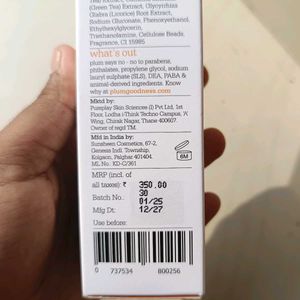 (Green Tea) Extract, Glycyrrhiza
Glabra (Licorice) Root Extract,
Sodium Gluconate, Phenoxyethanol,
Ethylhexylglycerin,
Triethanolamine, Cellulose Beads,
Fragrance, CI 15985
what's out
plum says no - no to parabens,
phthalates, propylene glycol, sodium
lauryl sulphate (SLS), DEA, PABA &
animal-derived ingredients. Know
why at plumgoodness.com
Mktd by:
Pureplay Skin Sciences (I) Pvt Ltd, 1st
Floor, Lodha i-Think Techno Campus, 'A'
Wing, Chirak Nagar, Thane 400607.
Owner of regd TM.
Mfd in India by:
Sunsheen Cosmetics, 67-2,
Genesis Indl. Township,
Kolgaon, Palghar 401404.
ML No.: KD-C/361
6M
MRP (incl. of
all taxes): ₹ 350.00
Batch No.: 30
Mfg Dt: 01/25
Use before: 12/27
0 737534 800256